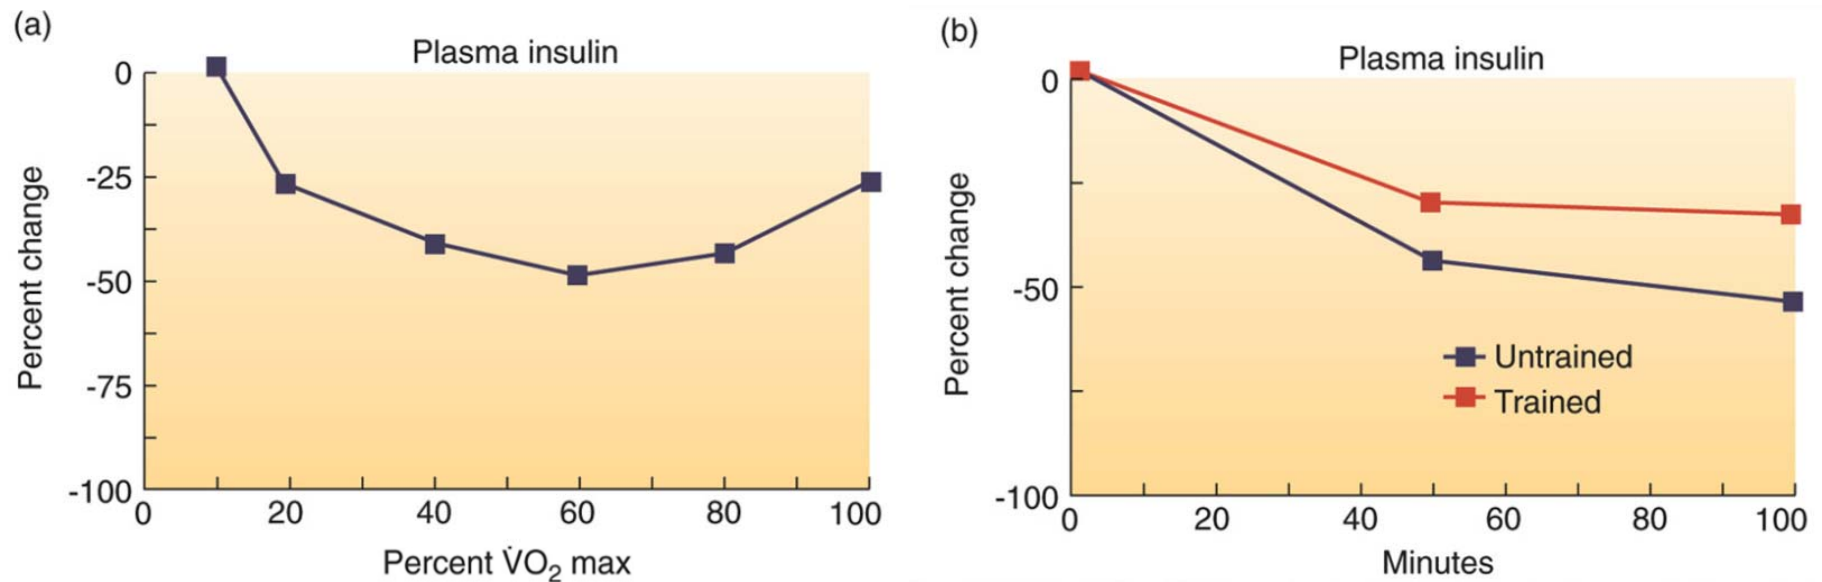 (a)
Plasma insulin
Percent change
0
-25
-50
-75
-100
0 20 40 60 80 100
Percent V̇O₂ max
(b)
Plasma insulin
Percent change
0
-50
-100
Untrained
Trained
0 20 40 60 80 100
Minutes